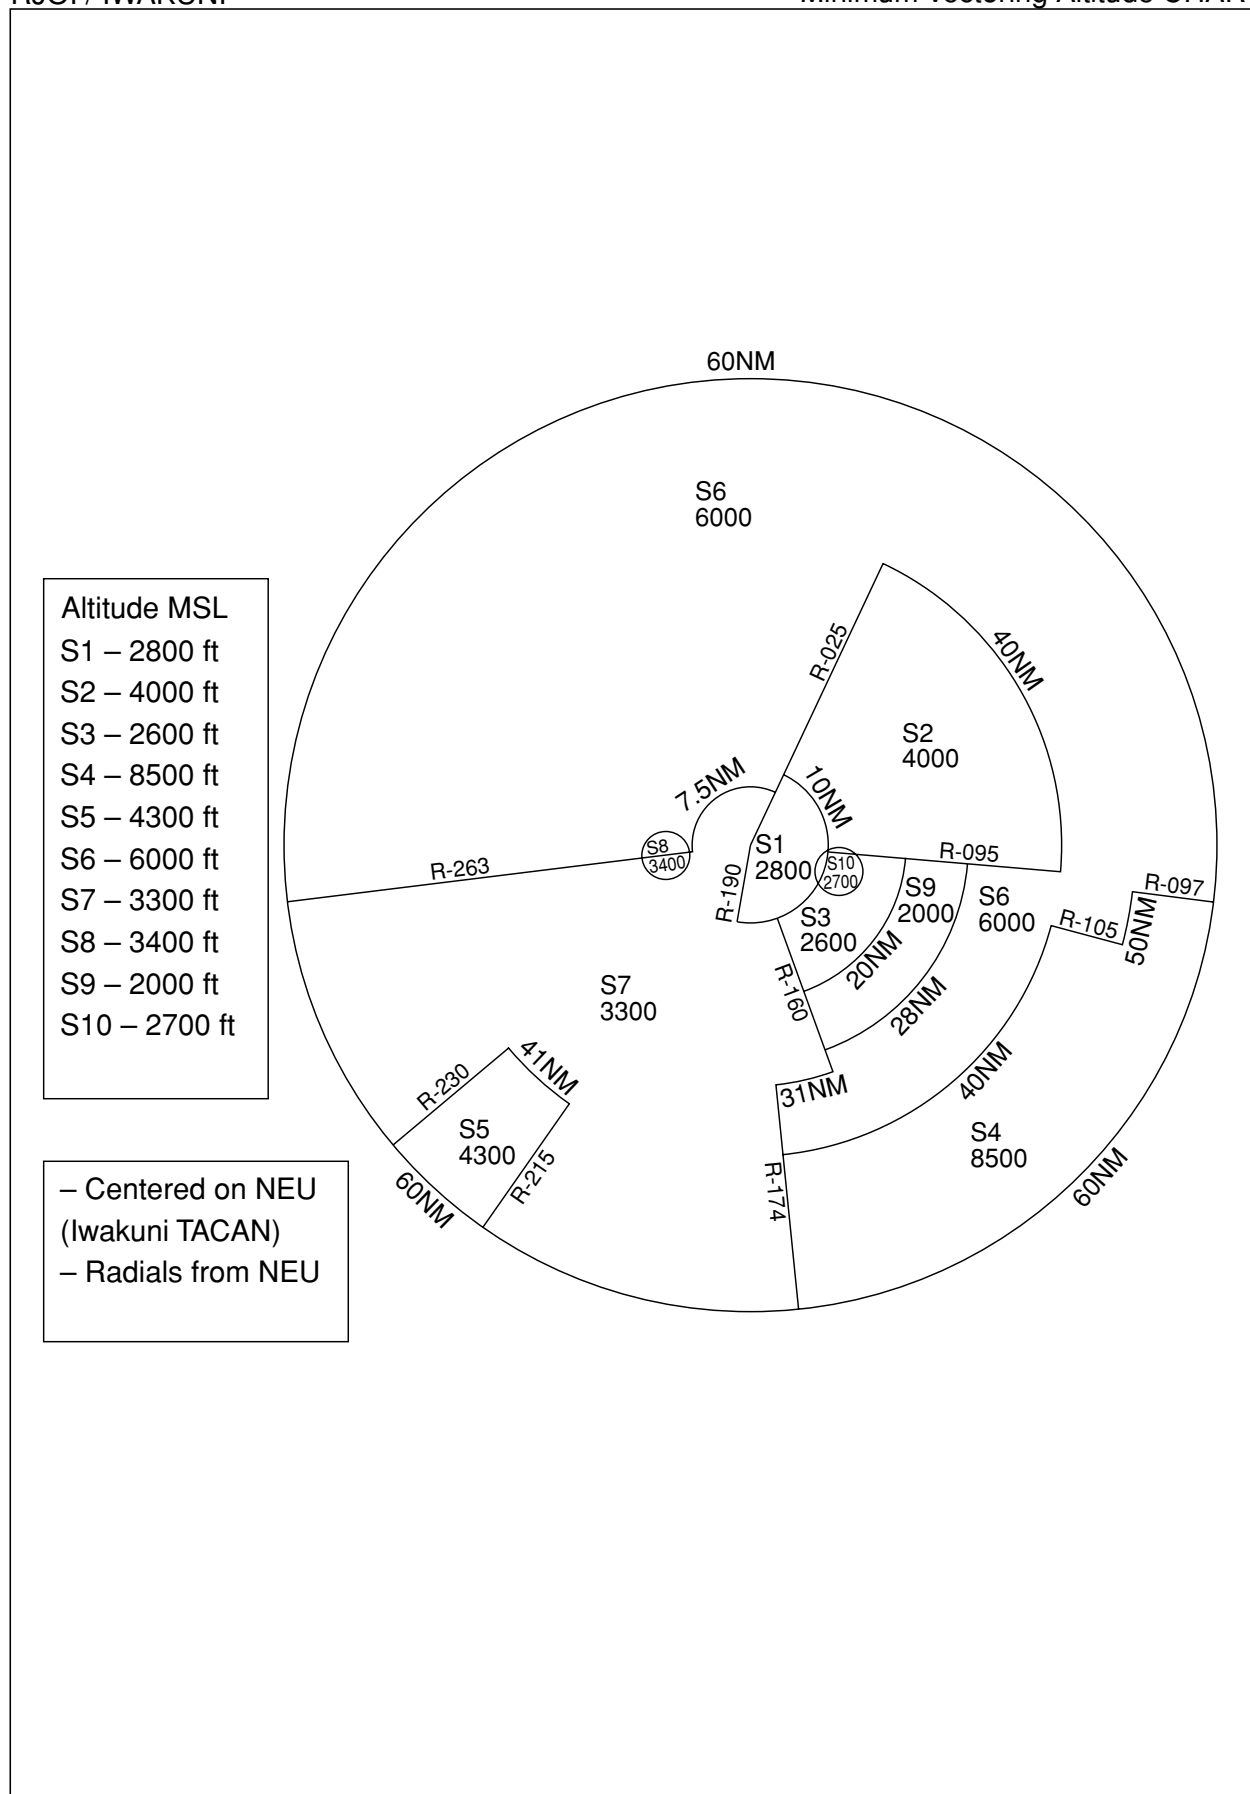 60NM
S6
6000
R-025
40NM
S2
4000
7.5NM
10NM
S8
3400
R-263
S1
2800
R-190
S10
2700
R-095
S9
2000
S6
6000
R-097
R-105
50NM
S3
2600
20NM
R-160
28NM
S7
3300
31NM
40NM
41NM
R-230
S5
4300
R-215
60NM
R-174
S4
8500
60NM
Altitude MSL
S1 – 2800 ft
S2 – 4000 ft
S3 – 2600 ft
S4 – 8500 ft
S5 – 4300 ft
S6 – 6000 ft
S7 – 3300 ft
S8 – 3400 ft
S9 – 2000 ft
S10 – 2700 ft
– Centered on NEU
(Iwakuni TACAN)
– Radials from NEU